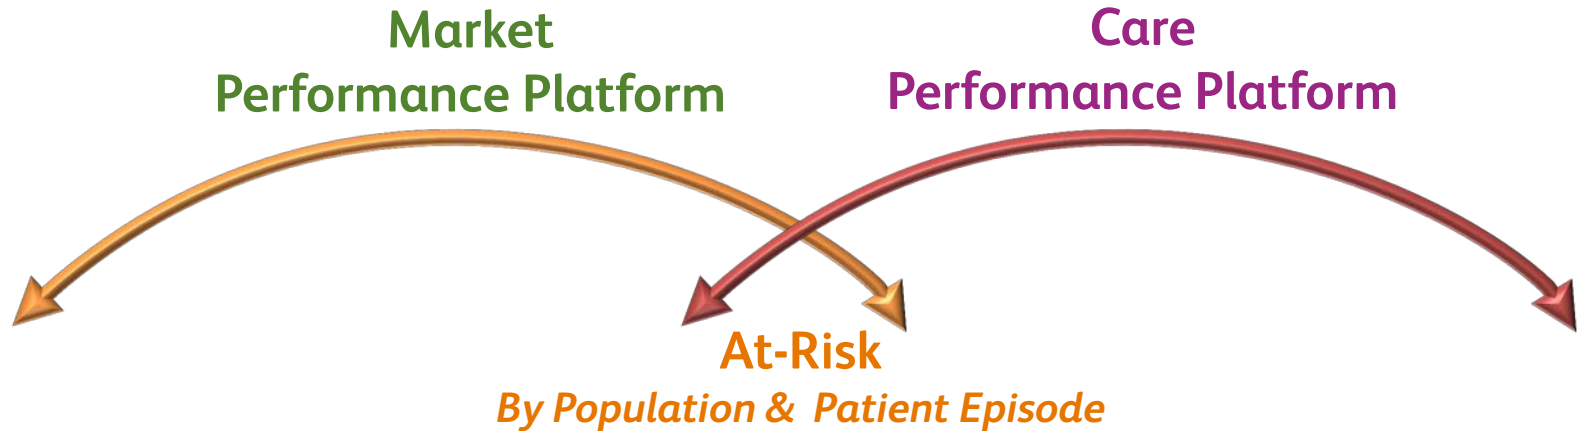 Market
Performance Platform
Care
Performance Platform
At-Risk
By Population & Patient Episode